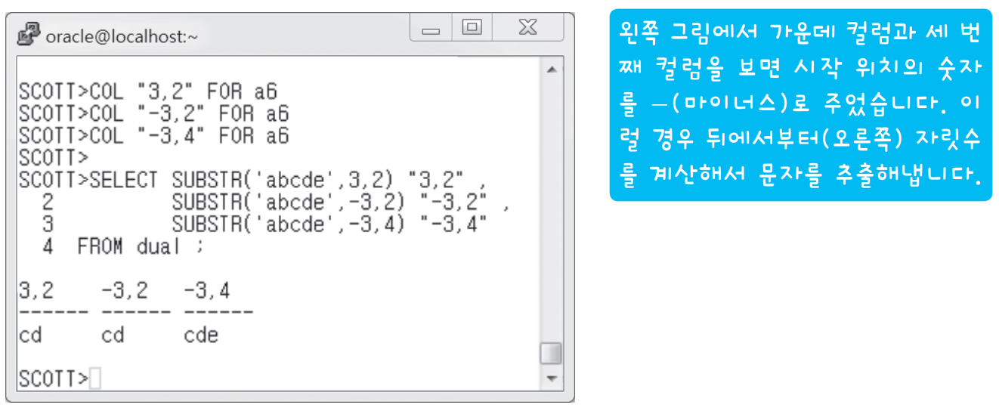 oracle@localhost:~
SCOTT>COL "3,2" FOR a6
SCOTT>COL "-3,2" FOR a6
SCOTT>COL "-3,4" FOR a6
SCOTT>
SCOTT>SELECT SUBSTR('abcde',3,2) "3,2" ,
2 SUBSTR('abcde',-3,2) "-3,2" ,
3 SUBSTR('abcde',-3,4) "-3,4"
4 FROM dual ;
3,2 -3,2 -3,4
------ ------ ------
cd cd cde
SCOTT>
왼쪽 그림에서 가운데 컬럼과 세 번
째 컬럼을 보면 시작 위치의 숫자
를 –(마이너스)로 주었습니다. 이
럴 경우 뒤에서부터(오른쪽) 자릿수
를 계산해서 문자를 추출해냅니다.